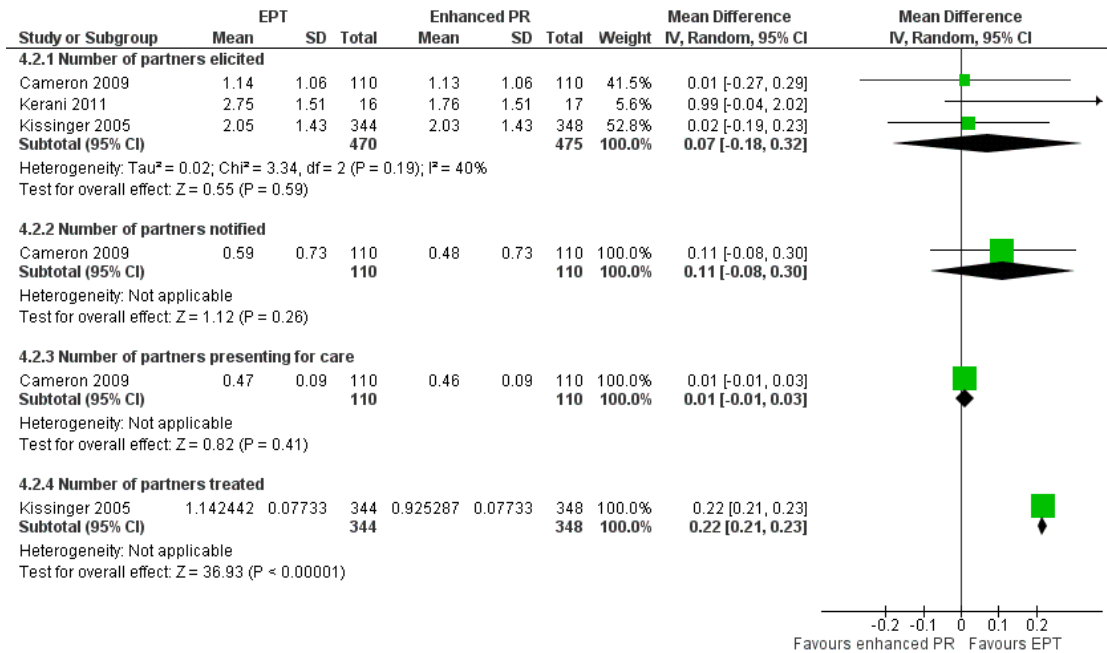 EPT Enhanced PR Mean Difference Mean Difference
Study or Subgroup Mean SD Total Mean SD Total Weight IV, Random, 95% CI IV, Random, 95% CI
4.2.1 Number of partners elicited
Cameron 2009 1.14 1.06 110 1.13 1.06 110 41.5% 0.01 [-0.27, 0.29]
Kerani 2011 2.75 1.51 16 1.76 1.51 17 5.6% 0.99 [-0.04, 2.02]
Kissinger 2005 2.05 1.43 344 2.03 1.43 348 52.8% 0.02 [-0.19, 0.23]
Subtotal (95% CI) 470 475 100.0% 0.07 [-0.18, 0.32]
Heterogeneity: Tau² = 0.02; Chi² = 3.34, df = 2 (P = 0.19); I² = 40%
Test for overall effect: Z = 0.55 (P = 0.59)
4.2.2 Number of partners notified
Cameron 2009 0.59 0.73 110 0.48 0.73 110 100.0% 0.11 [-0.08, 0.30]
Subtotal (95% CI) 110 110 100.0% 0.11 [-0.08, 0.30]
Heterogeneity: Not applicable
Test for overall effect: Z = 1.12 (P = 0.26)
4.2.3 Number of partners presenting for care
Cameron 2009 0.47 0.09 110 0.46 0.09 110 100.0% 0.01 [-0.01, 0.03]
Subtotal (95% CI) 110 110 100.0% 0.01 [-0.01, 0.03]
Heterogeneity: Not applicable
Test for overall effect: Z = 0.82 (P = 0.41)
4.2.4 Number of partners treated
Kissinger 2005 1.142442 0.07733 344 0.925287 0.07733 348 100.0% 0.22 [0.21, 0.23]
Subtotal (95% CI) 344 348 100.0% 0.22 [0.21, 0.23]
Heterogeneity: Not applicable
Test for overall effect: Z = 36.93 (P < 0.00001)
-0.2 -0.1 0 0.1 0.2
Favours enhanced PR Favours EPT